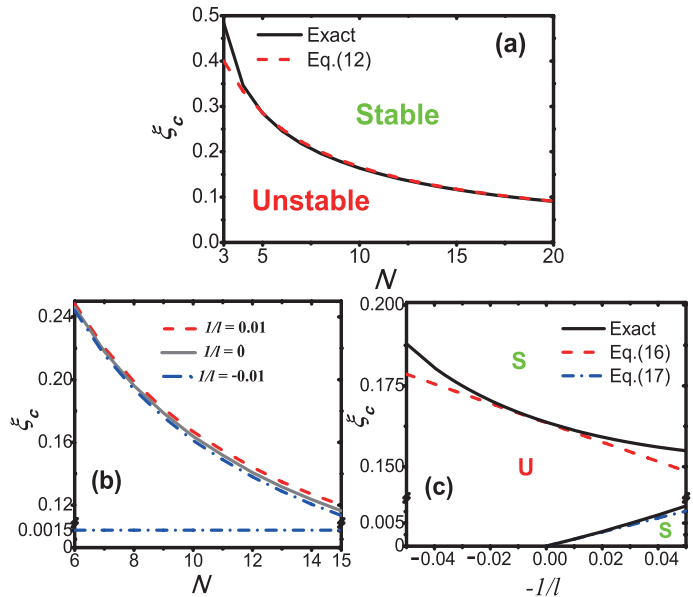 0.5
0.4
0.3
0.2
0.1
0.0
ξc
Exact
Eq.(12)
(a)
Stable
Unstable
3 5 10 15 20
N
0.24
0.20
0.16
0.12
0.0015
0
ξc
1/l = 0.01
1/l = 0
1/l = -0.01
(b)
6 8 10 12 14 15
N
0.200
0.175
0.150
0.005
0
ξc
Exact
Eq.(16)
Eq.(17)
S
U
(c)
S
−0.04 −0.02 0.00 0.02 0.04
-1/l